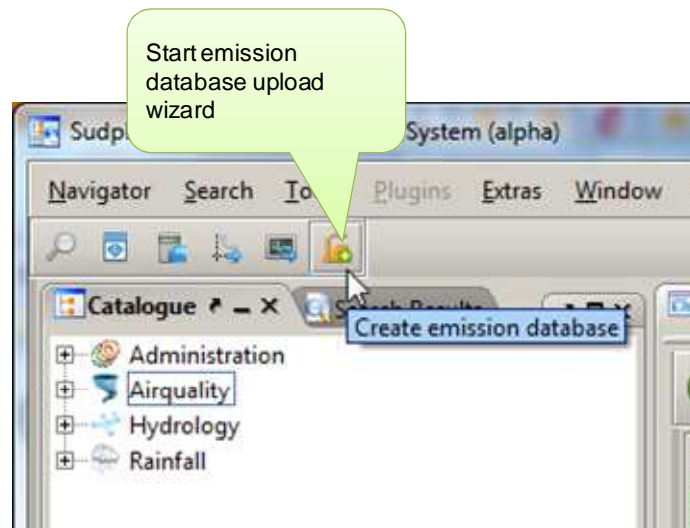 Start emission
database upload
wizard
Sudp
System (alpha)
Navigator Search To Plugins Extras Window
Catalogue
Create emission database
Administration
Airquality
Hydrology
Rainfall